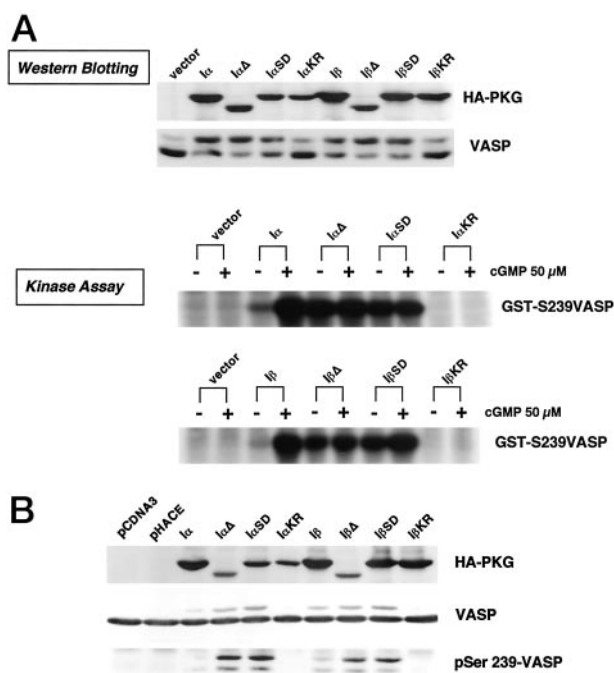 A
Western Blotting
vector Iα IαΔ IαSD IαKR Iβ IβΔ IβSD IβKR
HA-PKG
VASP
vector Iα IαΔ IαSD IαKR
- + - + - + - + - + cGMP 50 µM
Kinase Assay
GST-S239VASP
vector Iβ IβΔ IβSD IβKR
- + - + - + - + - + cGMP 50 µM
GST-S239VASP
B
pCDNA3 pHACE Iα IαΔ IαSD IαKR Iβ IβΔ IβSD IβKR
HA-PKG
VASP
pSer 239-VASP